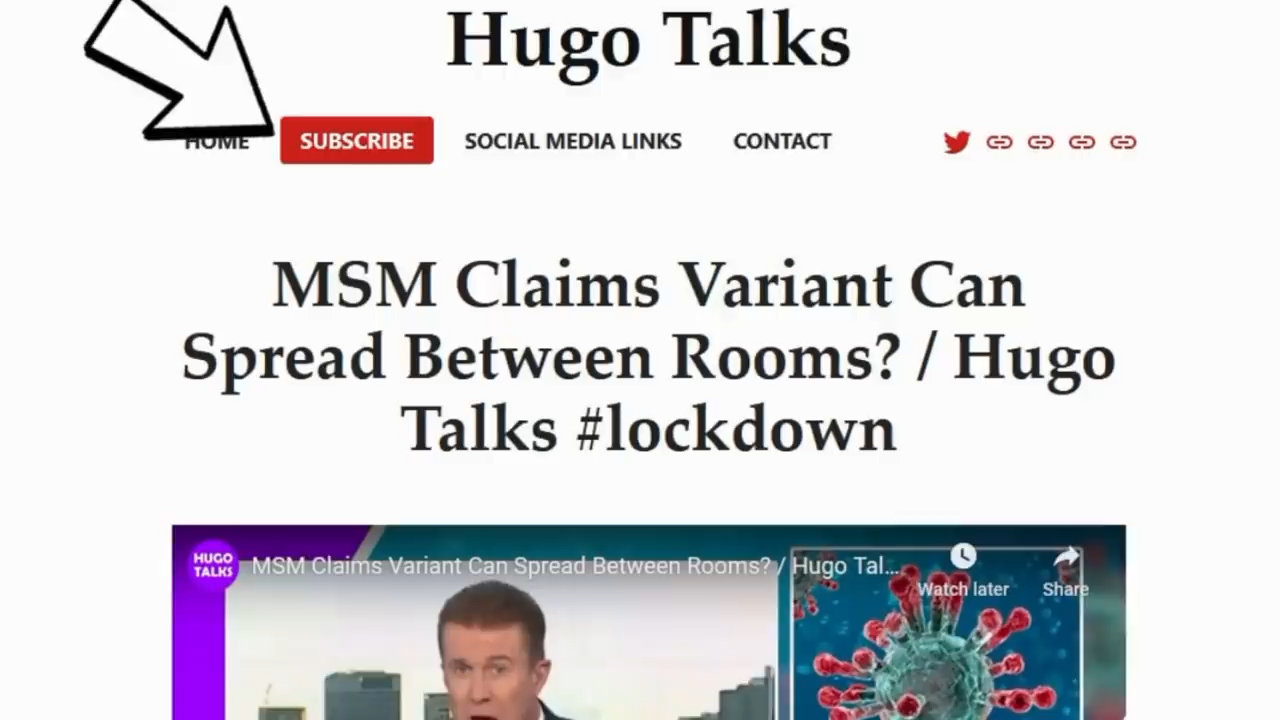 Hugo Talks
HOME SUBSCRIBE SOCIAL MEDIA LINKS CONTACT
MSM Claims Variant Can
Spread Between Rooms? / Hugo
Talks #lockdown
HUGO
TALKS
MSM Claims Variant Can Spread Between Rooms? / Hugo Tal...
Watch later
Share